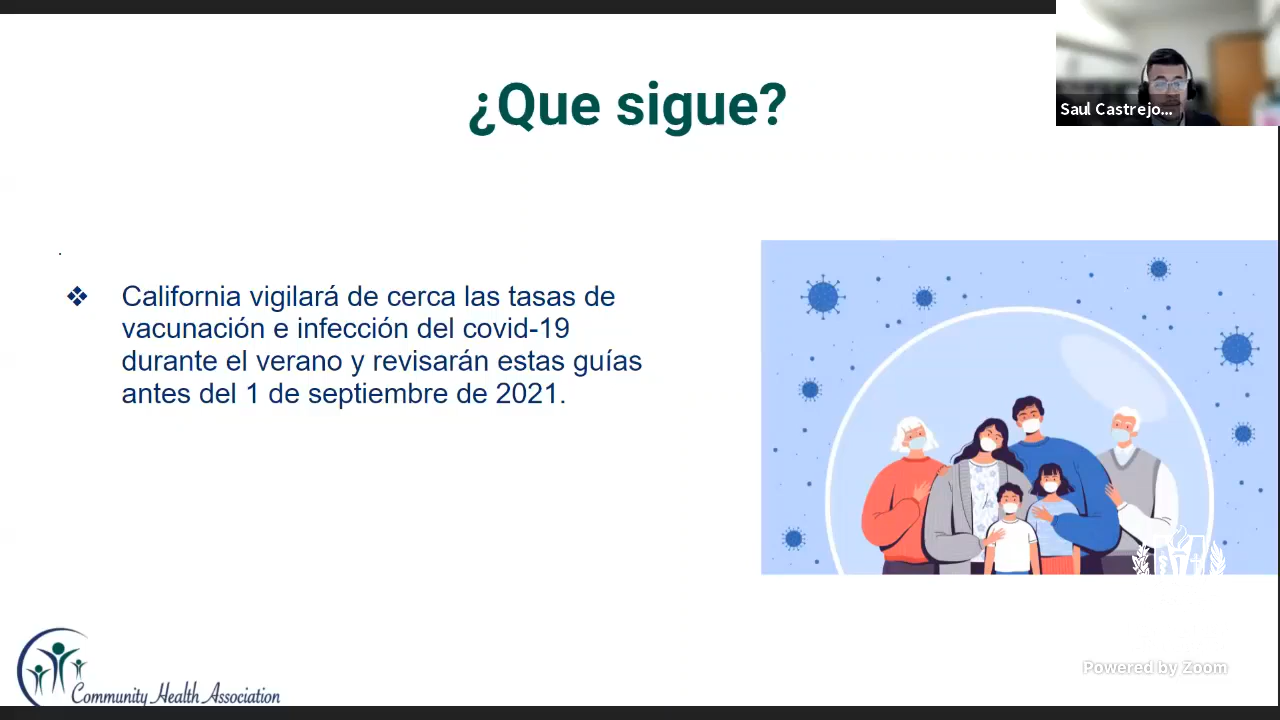 ¿Que sigue?
Saul Castrejo...
❖ California vigilará de cerca las tasas de
vacunación e infección del covid-19
durante el verano y revisarán estas guías
antes del 1 de septiembre de 2021.
Community Health Association
Powered by Zoom